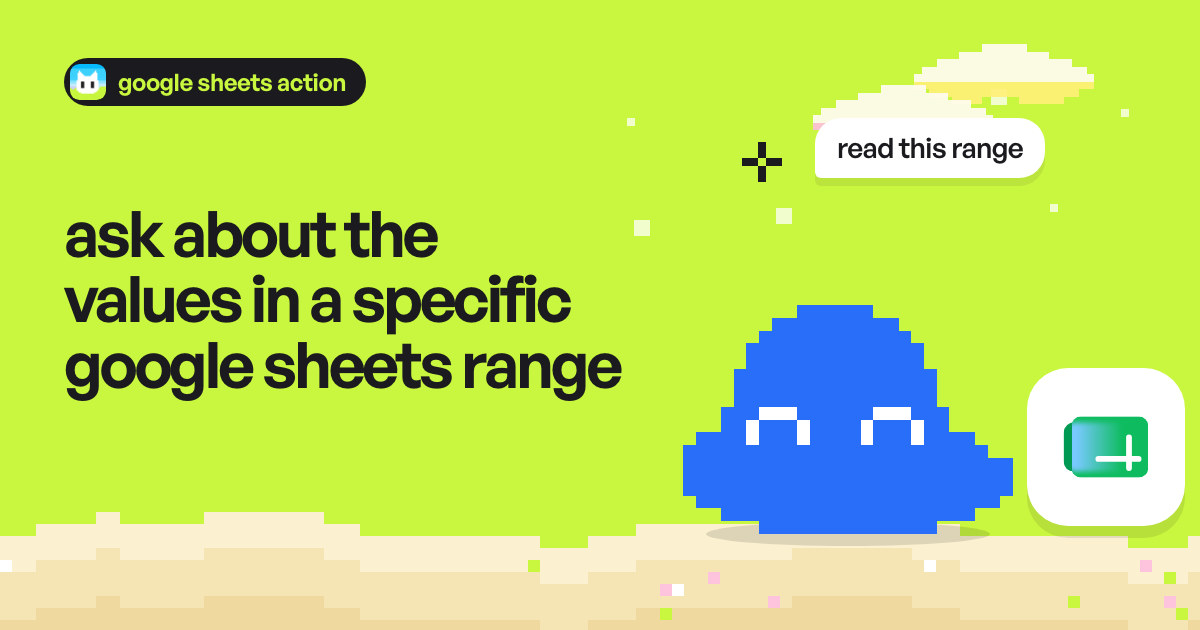 google sheets action
read this range
ask about the
values in a specific
google sheets range